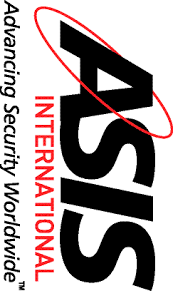 ASIS
INTERNATIONAL
Advancing Security Worldwide™